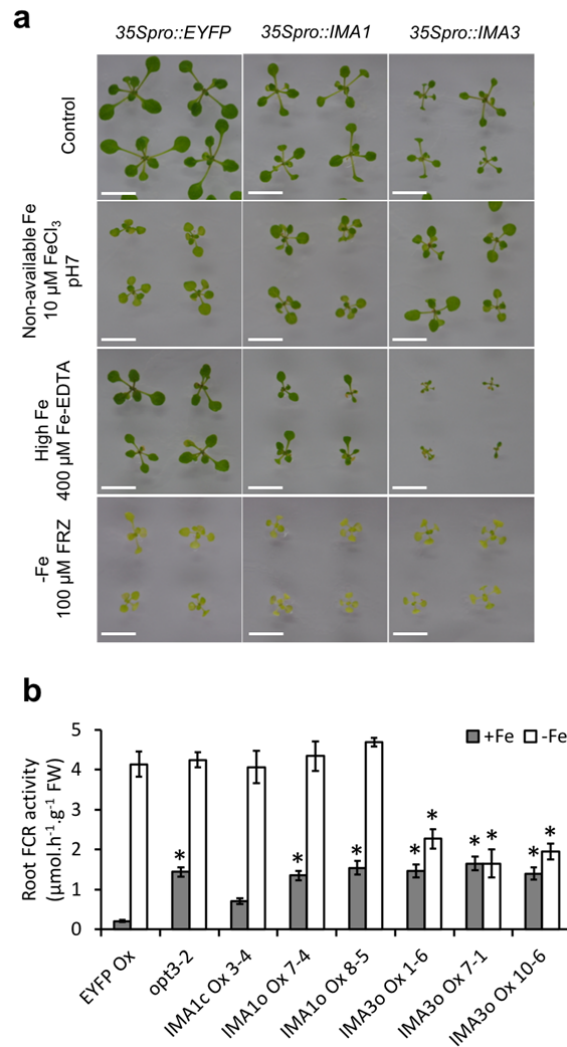 a
35Spro::EYFP 35Spro::IMA1 35Spro::IMA3
Control
Non-available Fe
10 µM FeCl3
pH7
High Fe
400 µM Fe-EDTA
-Fe
100 µM FRZ
b
Root FCR activity
(µmol.h-1.g-1 FW)
5
4
3
2
1
0
+Fe -Fe
* * * * * * * * *
EYFP Ox
opt3-2
IMA1c Ox 3-4
IMA1o Ox 7-4
IMA1o Ox 8-5
IMA3o Ox 1-6
IMA3o Ox 7-1
IMA3o Ox 10-6